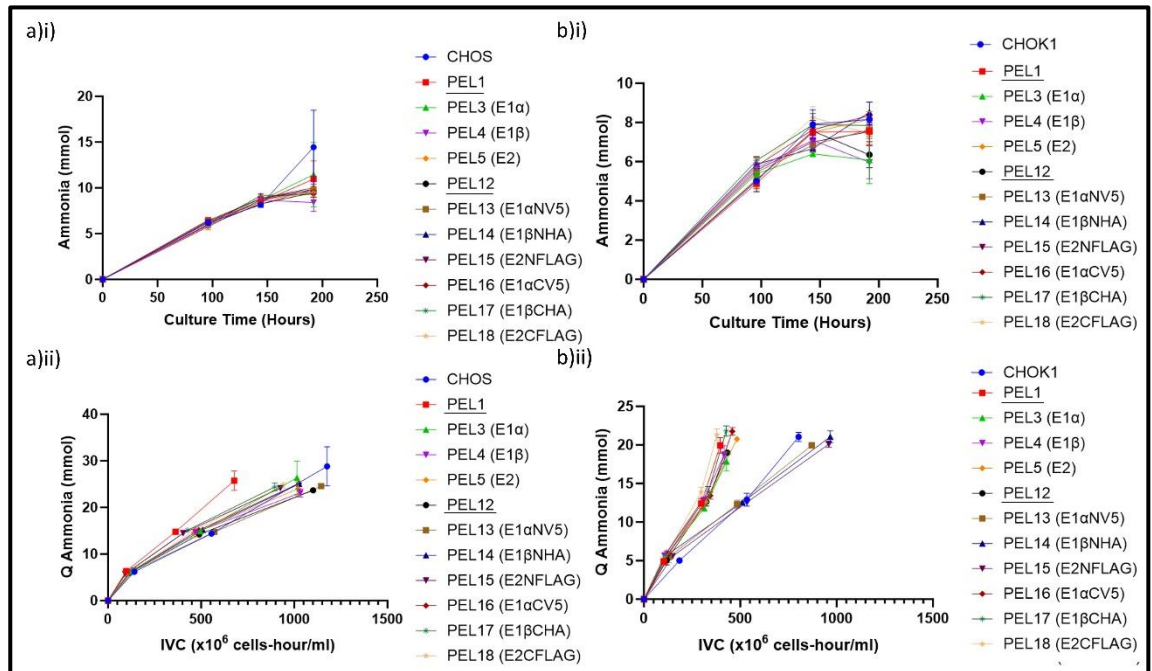 a)i)
Ammonia (mmol)
20
15
10
5
0
0 50 100 150 200 250
Culture Time (Hours)
CHOS
PEL1
PEL3 (E1α)
PEL4 (E1β)
PEL5 (E2)
PEL12
PEL13 (E1αNV5)
PEL14 (E1βNHA)
PEL15 (E2NFLAG)
PEL16 (E1αCV5)
PEL17 (E1βCHA)
PEL18 (E2CFLAG)
b)i)
Ammonia (mmol)
10
8
6
4
2
0
0 50 100 150 200 250
Culture Time (Hours)
CHOK1
PEL1
PEL3 (E1α)
PEL4 (E1β)
PEL5 (E2)
PEL12
PEL13 (E1αNV5)
PEL14 (E1βNHA)
PEL15 (E2NFLAG)
PEL16 (E1αCV5)
PEL17 (E1βCHA)
PEL18 (E2CFLAG)
a)ii)
Q Ammonia (mmol)
40
30
20
10
0
0 500 1000 1500
IVC (x10⁶ cells-hour/ml)
CHOS
PEL1
PEL3 (E1α)
PEL4 (E1β)
PEL5 (E2)
PEL12
PEL13 (E1αNV5)
PEL14 (E1βNHA)
PEL15 (E2NFLAG)
PEL16 (E1αCV5)
PEL17 (E1βCHA)
PEL18 (E2CFLAG)
b)ii)
Q Ammonia (mmol)
25
20
15
10
5
0
0 500 1000 1500
IVC (x10⁶ cells-hour/ml)
CHOK1
PEL1
PEL3 (E1α)
PEL4 (E1β)
PEL5 (E2)
PEL12
PEL13 (E1αNV5)
PEL14 (E1βNHA)
PEL15 (E2NFLAG)
PEL16 (E1αCV5)
PEL17 (E1βCHA)
PEL18 (E2CFLAG)